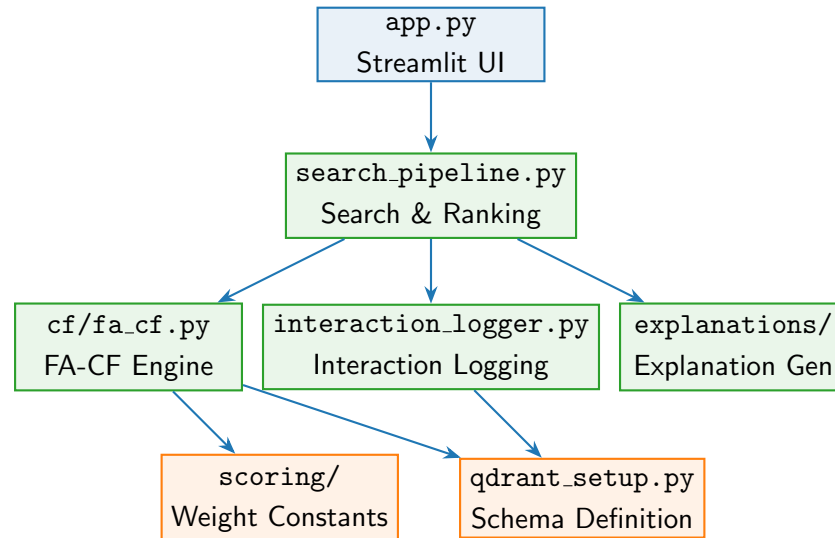 app.py
Streamlit UI
search_pipeline.py
Search & Ranking
cf/fa_cf.py
FA-CF Engine
interaction_logger.py
Interaction Logging
explanations/
Explanation Gen
scoring/
Weight Constants
qdrant_setup.py
Schema Definition